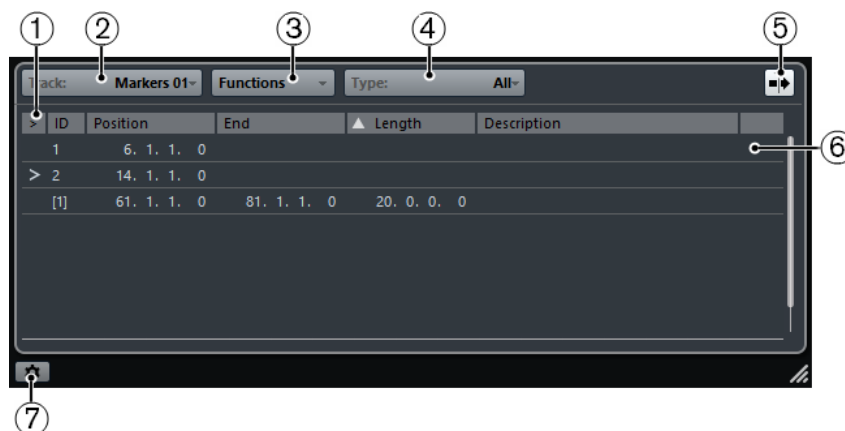 ① ② ③ ④ ⑤
Track: Markers 01 Functions Type: All
> ID Position End Length Description
1 6. 1. 1. 0
⑥
> 2 14. 1. 1. 0
[1] 61. 1. 1. 0 81. 1. 1. 0 20. 0. 0. 0
⑦